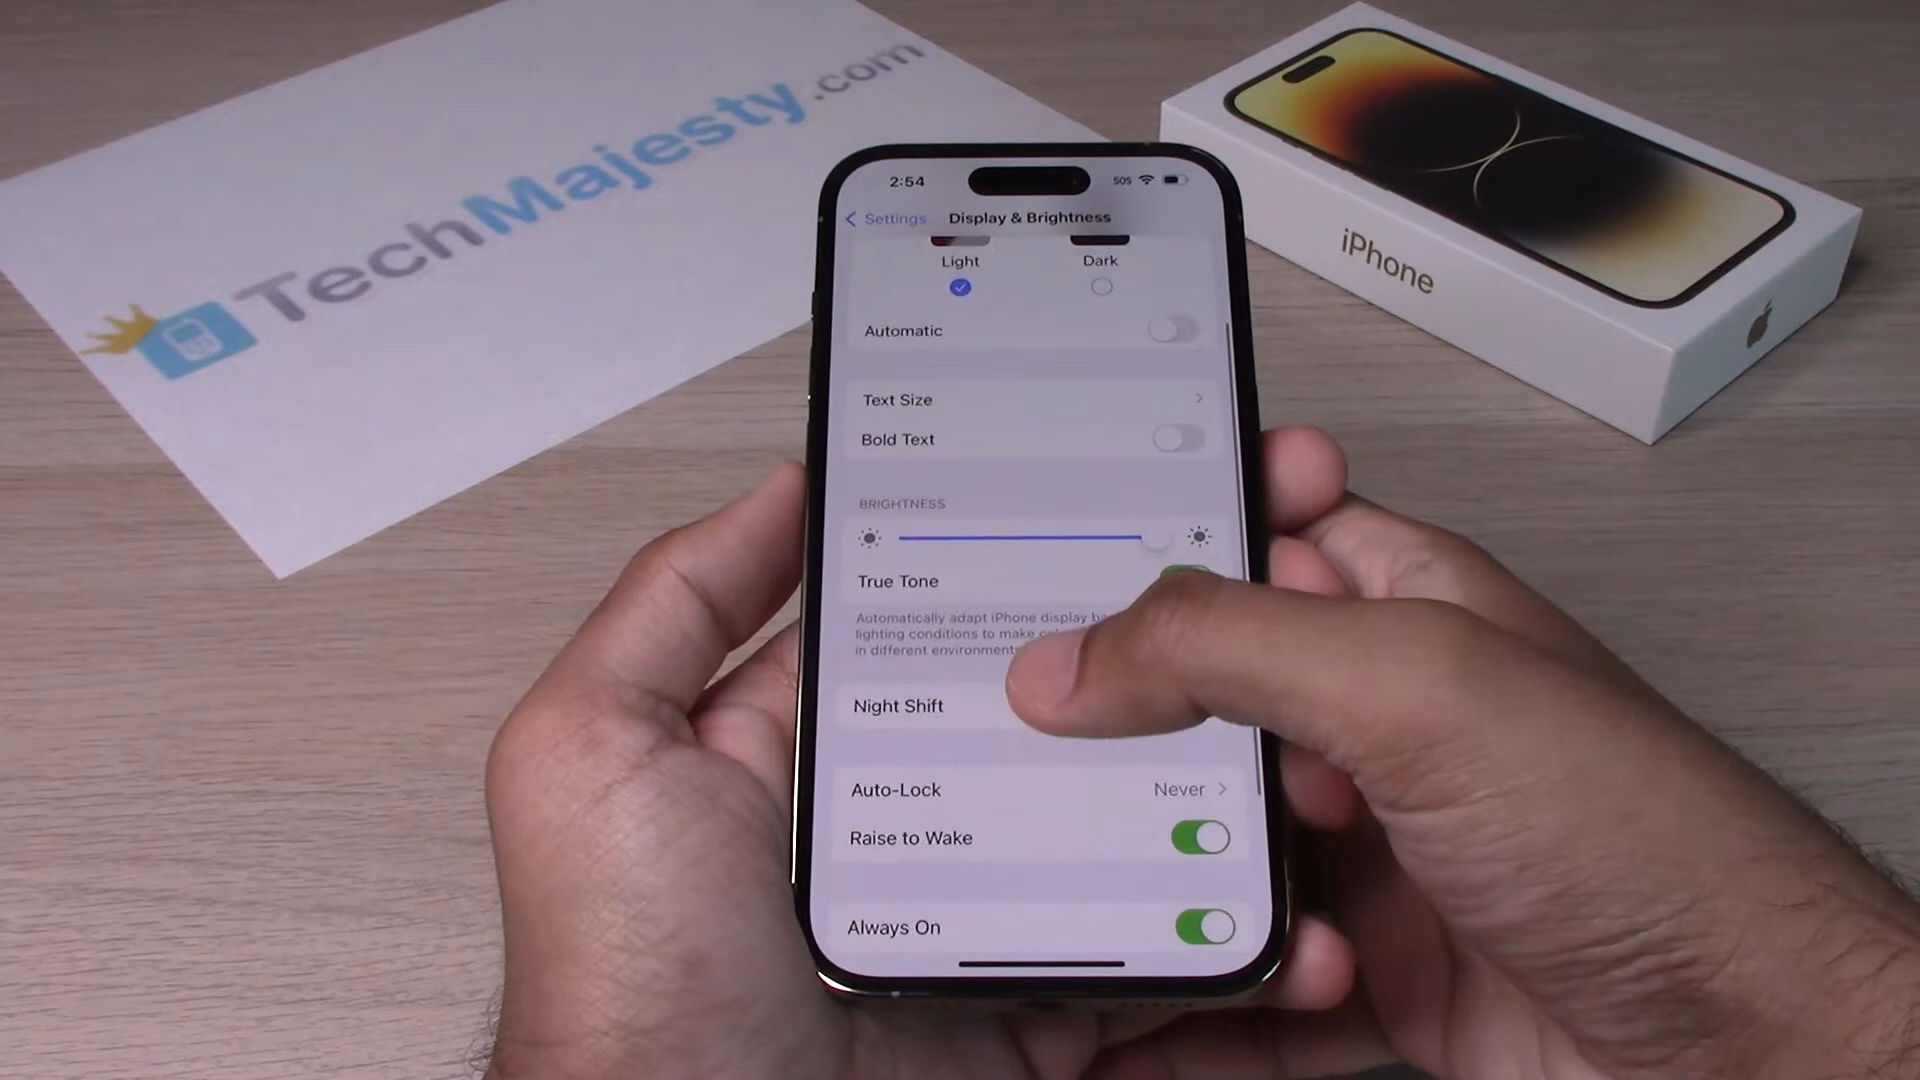 TechMajesty.com
iPhone
2:54
SOS
Settings
Display & Brightness
Light
Dark
Automatic
Text Size
Bold Text
BRIGHTNESS
True Tone
Automatically adapt iPhone display
lighting conditions to make
in different environments
Night Shift
Auto-Lock
Never
Raise to Wake
Always On